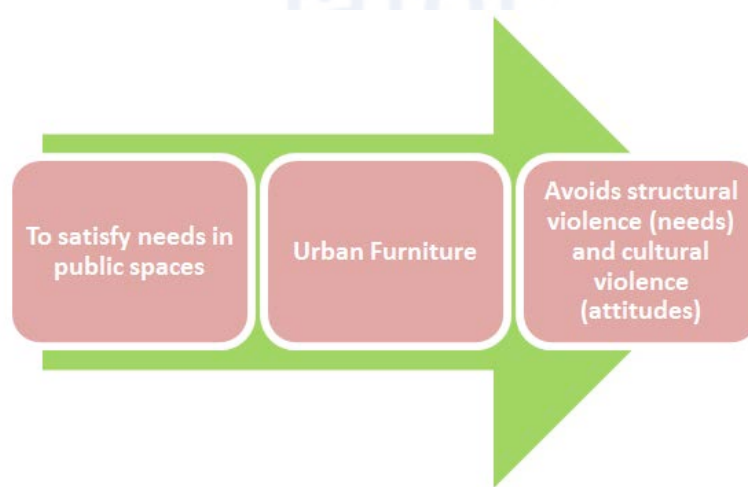 To satisfy needs in
public spaces
Urban Furniture
Avoids structural
violence (needs)
and cultural
violence
(attitudes)